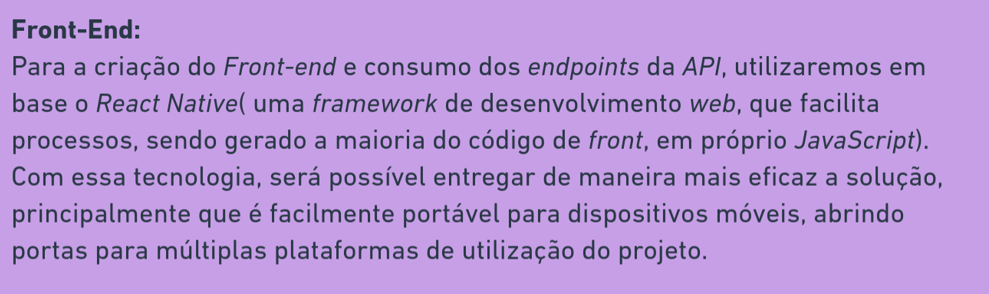 Front-End:
Para a criação do Front-end e consumo dos endpoints da API, utilizaremos em
base o React Native( uma framework de desenvolvimento web, que facilita
processos, sendo gerado a maioria do código de front, em próprio JavaScript).
Com essa tecnologia, será possível entregar de maneira mais eficaz a solução,
principalmente que é facilmente portável para dispositivos móveis, abrindo
portas para múltiplas plataformas de utilização do projeto.